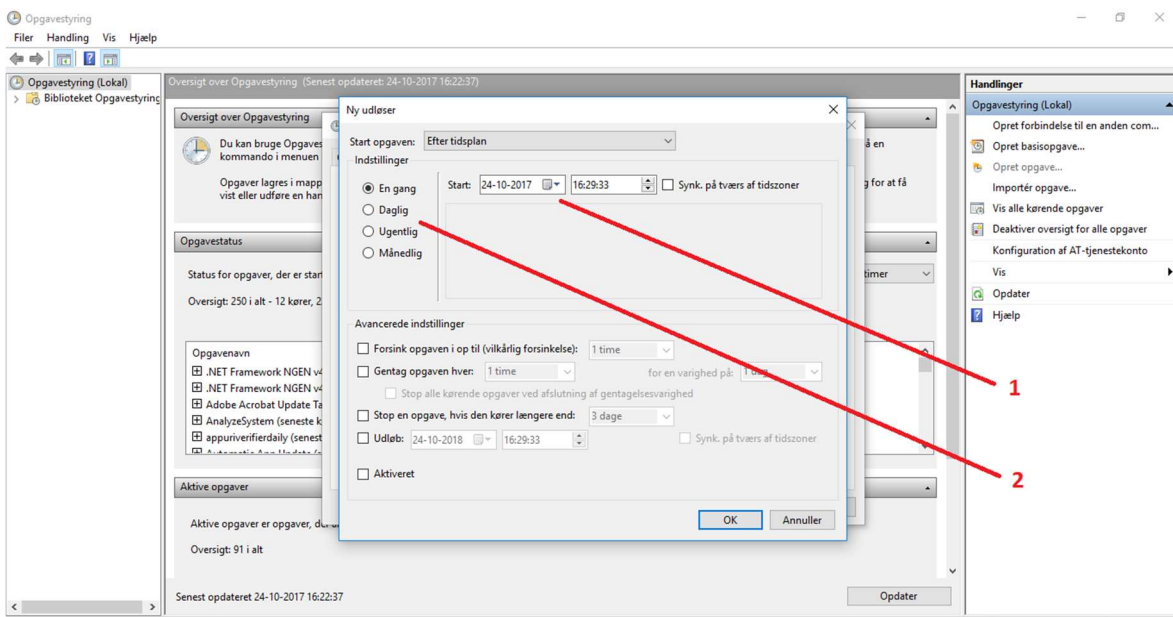 Opgavestyring
Filer Handling Vis Hjælp
Opgavestyring (Lokal)
Biblioteket Opgavestyring
Oversigt over Opgavestyring (Senest opdateret: 24-10-2017 16:22:37)
Oversigt over Opgavestyring
Du kan bruge
kommando i menuen
Opgaver lagres i
vist eller udføre en
å en
g for at få
Opgavestatus
Status for opgaver, der er
timer
Oversigt: 250 i alt - 12 kører, 2
Opgavenavn
.NET Framework NGEN v4
.NET Framework NGEN v4
Adobe Acrobat Update Ta
AnalyzeSystem (seneste k
appuriverifierdaily (senest
Aktive opgaver
Aktive opgaver er opgaver,
Oversigt: 91 i alt
Senest opdateret 24-10-2017 16:22:37
Opdater
Ny udløser
Start opgaven: Efter tidsplan
Indstillinger
En gang
Daglig
Ugentlig
Månedlig
Start: 24-10-2017 16:29:33 Synk. på tværs af tidszoner
Avancerede indstillinger
Forsink opgaven i op til (vilkårlig forsinkelse): 1 time
Gentag opgaven hver: 1 time for en varighed på: 1 dag
Stop alle kørende opgaver ved afslutning af gentagelsesvarighed
Stop en opgave, hvis den kører længere end: 3 dage
Udløb: 24-10-2018 16:29:33 Synk. på tværs af tidszoner
Aktiveret
OK Annuller
1
2
Handlinger
Opgavestyring (Lokal)
Opret forbindelse til en anden com...
Opret basisopgave...
Opret opgave...
Importér opgave...
Vis alle kørende opgaver
Deaktiver oversigt for alle opgaver
Konfiguration af AT-tjenestekonto
Vis
Opdater
Hjælp